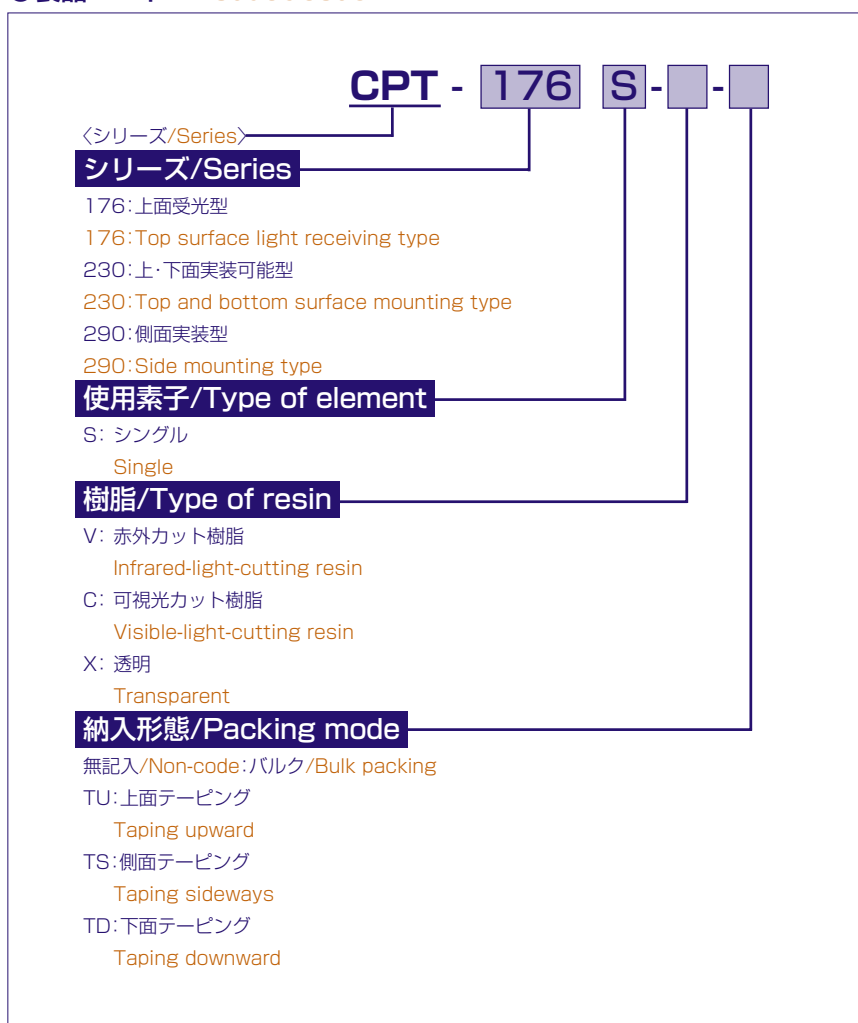 CPT - 176 S - -
〈シリーズ/Series〉
シリーズ/Series
176:上面受光型
176:Top surface light receiving type
230:上・下面実装可能型
230:Top and bottom surface mounting type
290:側面実装型
290:Side mounting type
使用素子/Type of element
S: シングル
Single
樹脂/Type of resin
V: 赤外カット樹脂
Infrared-light-cutting resin
C: 可視光カット樹脂
Visible-light-cutting resin
X: 透明
Transparent
納入形態/Packing mode
無記入/Non-code:バルク/Bulk packing
TU:上面テーピング
Taping upward
TS:側面テーピング
Taping sideways
TD:下面テーピング
Taping downward